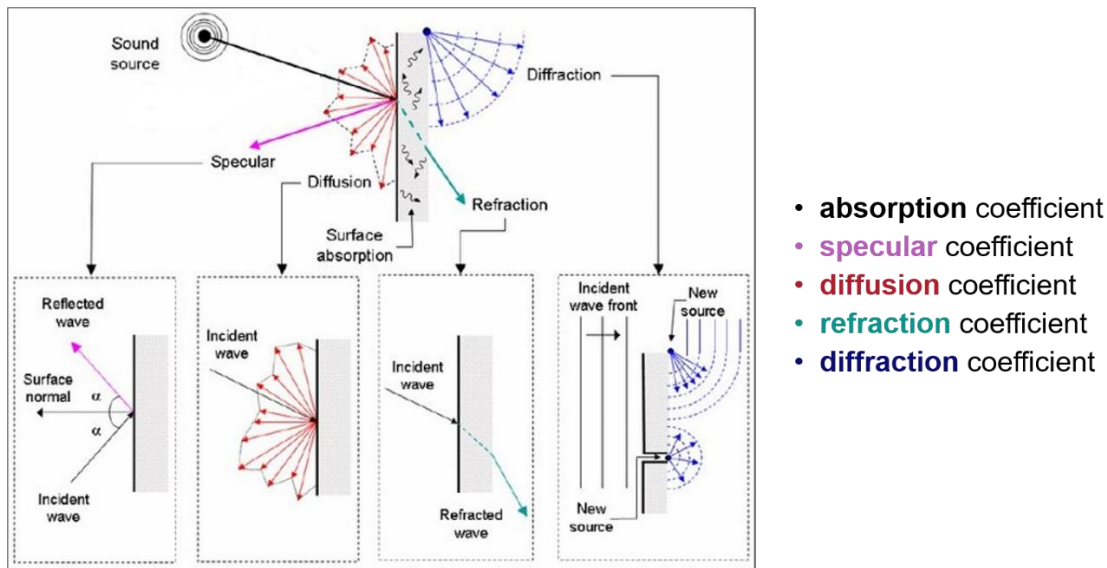 Sound
source
Diffraction
Specular
Diffusion
Refraction
Surface
absorption
Reflected
wave
Surface
normal
α
α
Incident
wave
Incident
wave
Incident
wave
Refracted
wave
Incident
wave front
New
source
New
source
• absorption coefficient
• specular coefficient
• diffusion coefficient
• refraction coefficient
• diffraction coefficient